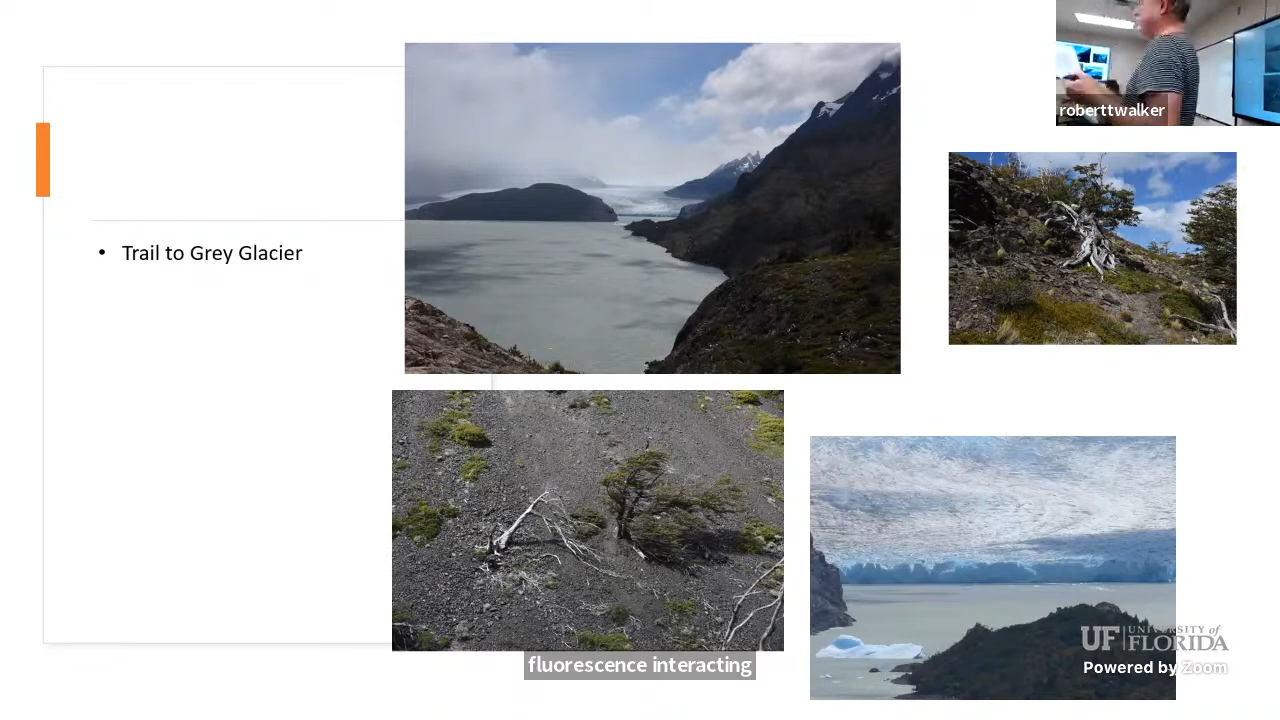 roberttwalker
• Trail to Grey Glacier
fluorescence interacting
UF UNIVERSITY of
FLORIDA
Powered by Zoom